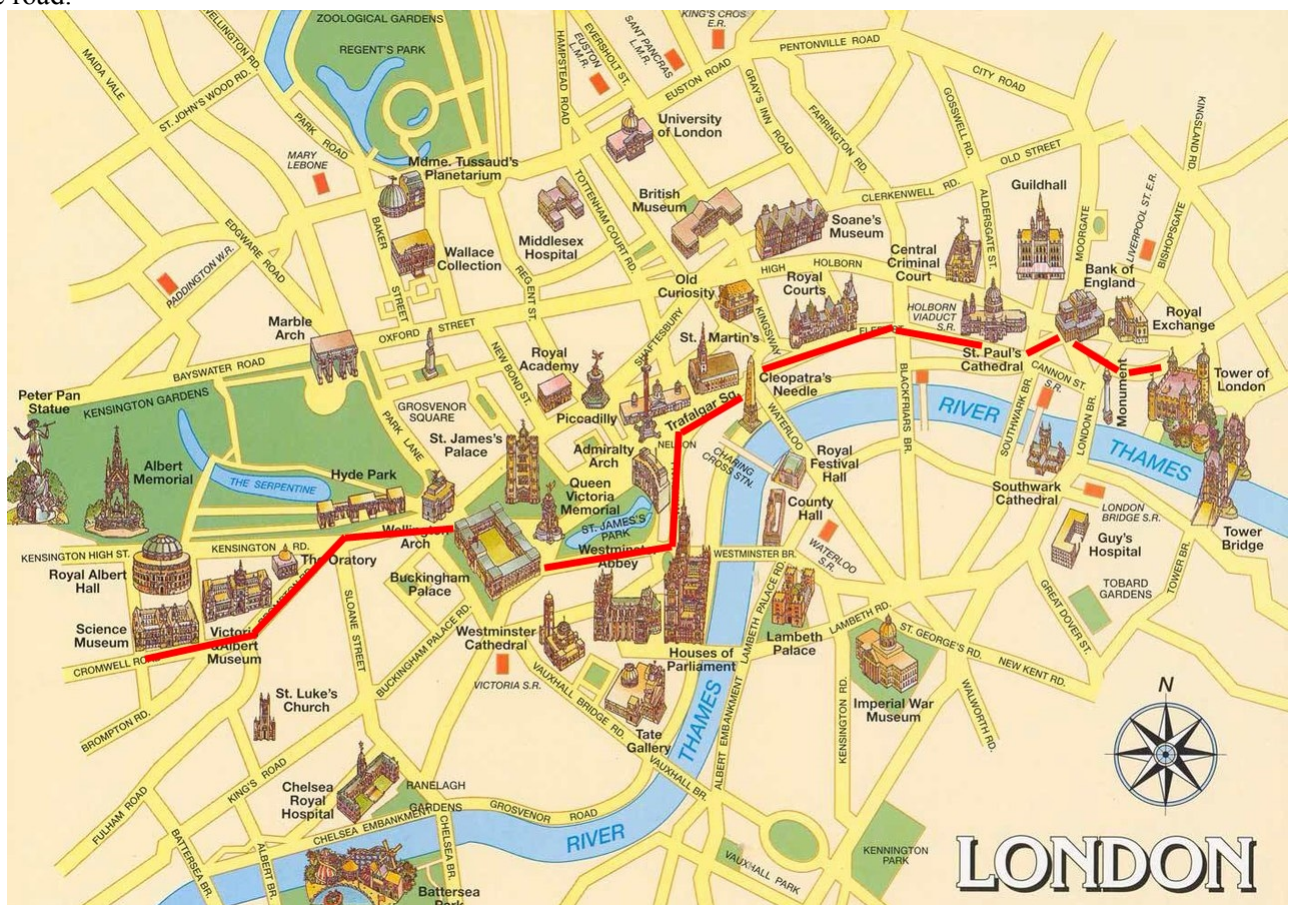 road.
ZOOLOGICAL GARDENS
REGENT'S PARK
MAIDA VALE
WELLINGTON RD.
ST. JOHN'S WOOD RD.
PARK ROAD
HAMPSTEAD ROAD
EVERSHOLT ST.
EUSTON
L.M.R.
SANT PANCRAS
L.M.R.
KING'S CROS
E.R.
PENTONVILLE ROAD
CITY ROAD
EUSTON ROAD
GRAY'S INN ROAD
FARRINGTON RD.
GOSSWELL RD.
OLD STREET
KINGSLAND RD.
University
of London
MARY
LEBONE
Mdme. Tussaud's
Planetarium
British
Museum
CLERKENWELL RD.
ALDERSGATE ST.
Guildhall
MOORGATE
LIVERPOOL ST. E.R.
BISHOPSGATE
EDGWARE ROAD
BAKER
STREET
Wallace
Collection
Middlesex
Hospital
TOTTENHAM COURT RD.
Soane's
Museum
Central
Criminal
Court
PADDINGTON W.R.
REGENT ST.
Old
Curiosity
HIGH HOLBORN
Royal
Courts
Bank of
England
HOLBORN
VIADUCT
S.R.
Royal
Exchange
Marble
Arch
OXFORD STREET
NEW BOND ST.
Royal
Academy
SHAFTESBURY
St. Martin's
KINGSWAY
St. Paul's
Cathedral
CANNON ST.
S.R.
Monument
Tower of
London
BAYSWATER ROAD
Peter Pan
Statue
KENSINGTON GARDENS
PARK LANE
GROSVENOR
SQUARE
Piccadilly
Trafalgar Sq.
Cleopatra's
Needle
BLACKFRIARS BR.
RIVER
SOUTHWARK BR.
LONDON BR.
THAMES
St. James's
Palace
Admiralty
Arch
WATERLOO
CHARING
CROSS STN.
Royal
Festival
Hall
Albert
Memorial
THE SERPENTINE
Hyde Park
Queen
Victoria
Memorial
ST. JAMES'S
PARK
County
Hall
Southwark
Cathedral
LONDON
BRIDGE S.R.
Tower
Bridge
KENSINGTON HIGH ST.
KENSINGTON RD.
The Oratory
Wellington
Arch
Westminster
Abbey
WESTMINSTER BR.
WATERLOO
S.R.
Guy's
Hospital
TOWER BR.
Royal Albert
Hall
Buckingham
Palace
TOBARD
GARDENS
GREAT DOVER ST.
Science
Museum
Victoria
&Albert
Museum
SLOANE STREET
BUCKINGHAM PALACE RD.
Westminster
Cathedral
VICTORIA S.R.
Houses of
Parliament
LAMBETH PALACE RD.
Lambeth
Palace
LAMBETH RD.
ST. GEORGE'S RD.
NEW KENT RD.
CROMWELL ROAD
BROMPTON RD.
St. Luke's
Church
VAUXHALL BRIDGE RD.
Tate
Gallery
THAMES
ALBERT EMBANKMENT
KENSINGTON RD.
Imperial War
Museum
WALWORTH RD.
N
FULHAM ROAD
KING'S ROAD
Chelsea
Royal
Hospital
RANELAGH
GARDENS
GROSVENOR ROAD
VAUXHALL BR.
CHELSEA EMBANKMENT
RIVER
BATTERSEA BR.
ALBERT BR.
CHELSEA BR.
VAUXHALL PARK
KENNINGTON
PARK
LONDON
Battersea